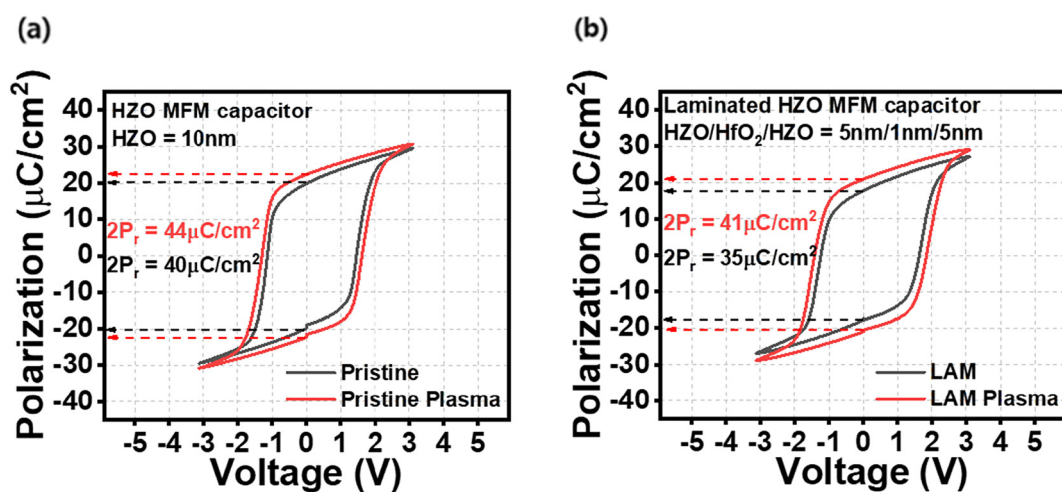 (a)
HZO MFM capacitor
HZO = 10nm
2Pr = 44μC/cm2
2Pr = 40μC/cm2
Pristine
Pristine Plasma
Polarization (μC/cm2)
40
30
20
10
0
-10
-20
-30
-40
-5 -4 -3 -2 -1 0 1 2 3 4 5
Voltage (V)
(b)
Laminated HZO MFM capacitor
HZO/HfO2/HZO = 5nm/1nm/5nm
2Pr = 41μC/cm2
2Pr = 35μC/cm2
LAM
LAM Plasma
Polarization (μC/cm2)
40
30
20
10
0
-10
-20
-30
-40
-5 -4 -3 -2 -1 0 1 2 3 4 5
Voltage (V)